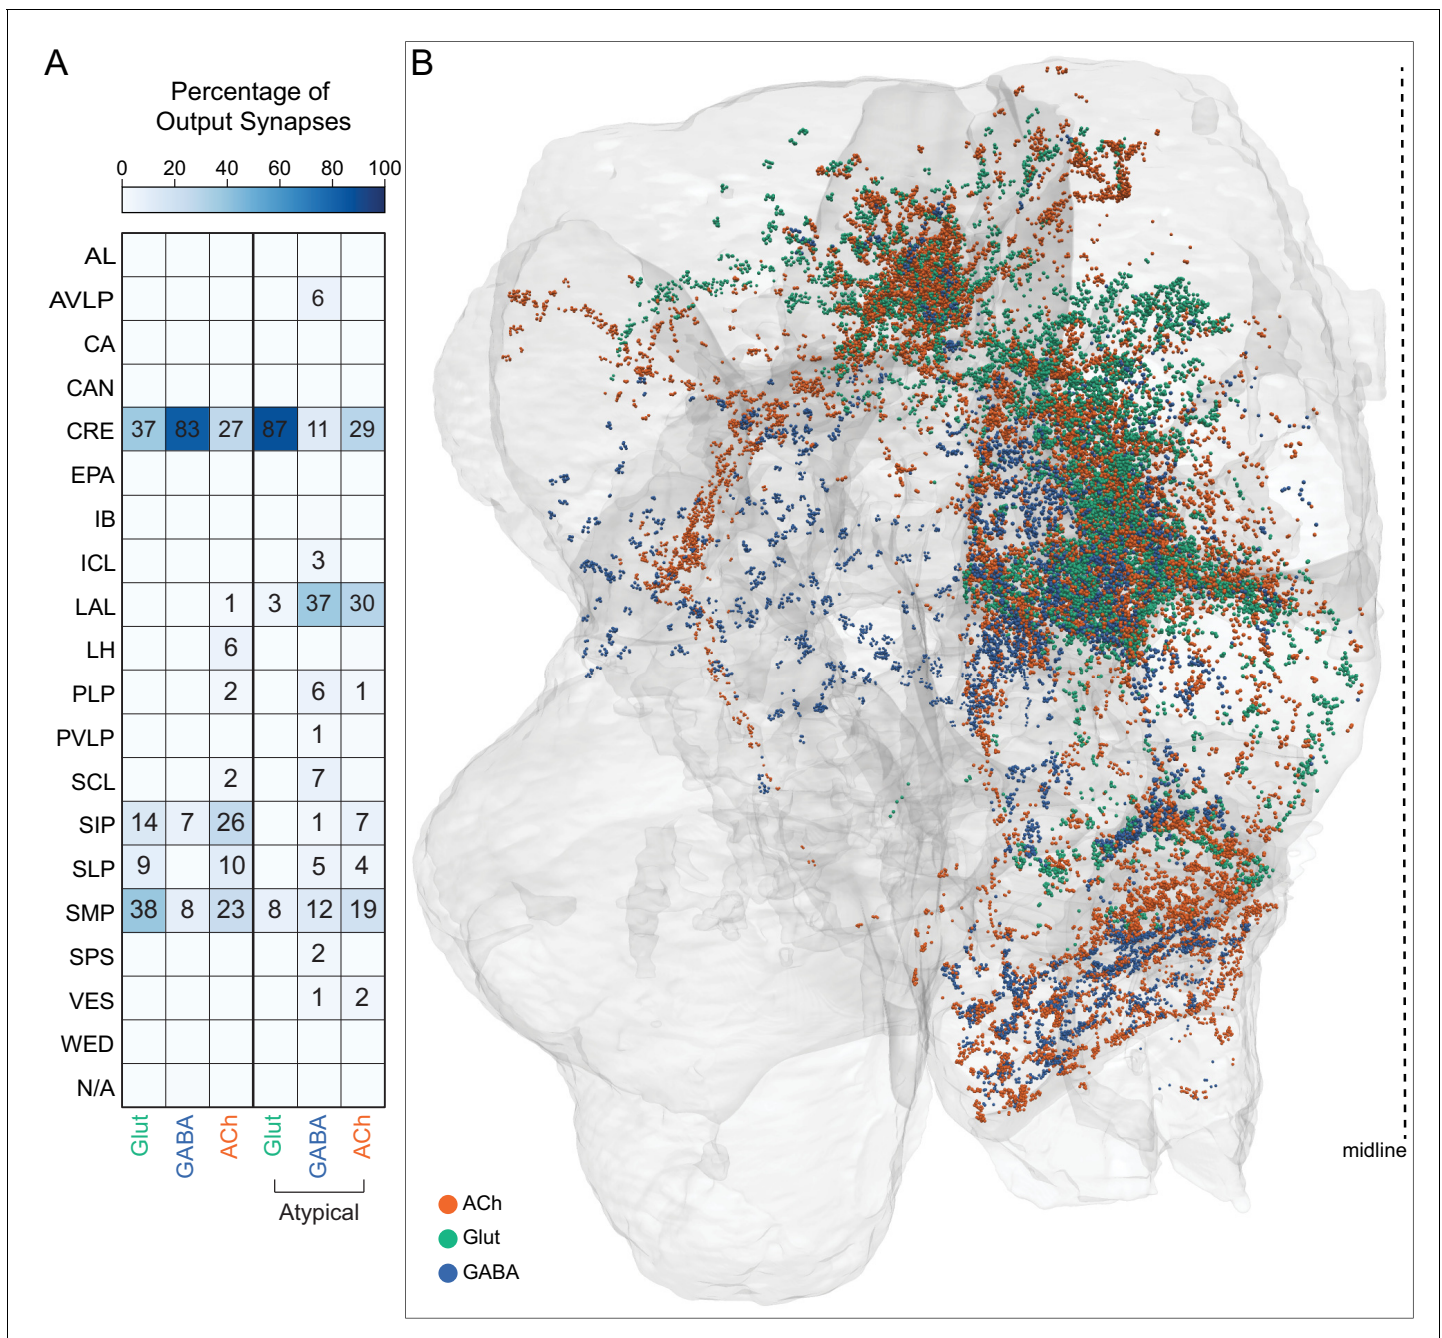 A
B
Percentage of
Output Synapses
0 20 40 60 80 100
AL
AVLP 6
CA
CAN
CRE 37 83 27 87 11 29
EPA
IB
ICL 3
LAL 1 3 37 30
LH 6
PLP 2 6 1
PVLP 1
SCL 2 7
SIP 14 7 26 1 7
SLP 9 10 5 4
SMP 38 8 23 8 12 19
SPS 2
VES 1 2
WED
N/A
Glut GABA ACh Glut GABA ACh
Atypical
midline
ACh
Glut
GABA